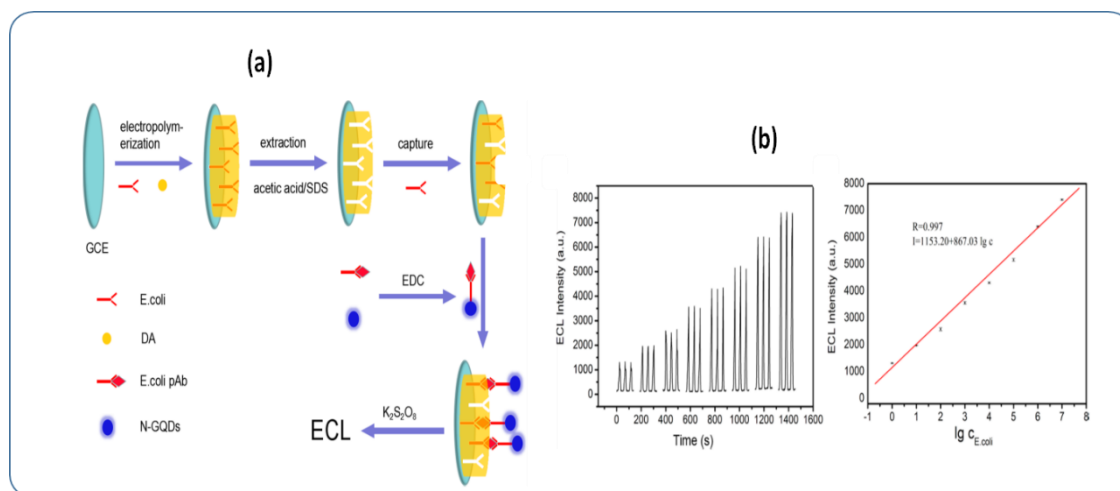 (a)
electropolym-
erization
extraction
acetic acid/SDS
capture
GCE
EDC
E.coli
DA
E.coli pAb
N-GQDs
K₂S₂O₈
ECL
(b)
ECL Intensity (a.u.)
8000
7000
6000
5000
4000
3000
2000
1000
0
0 200 400 600 800 1000 1200 1400 1600
Time (s)
ECL Intensity (a.u.)
8000
7000
6000
5000
4000
3000
2000
1000
0
R=0.997
I=1153.20+867.03 lg c
-1 0 1 2 3 4 5 6 7 8
lg c E.coli